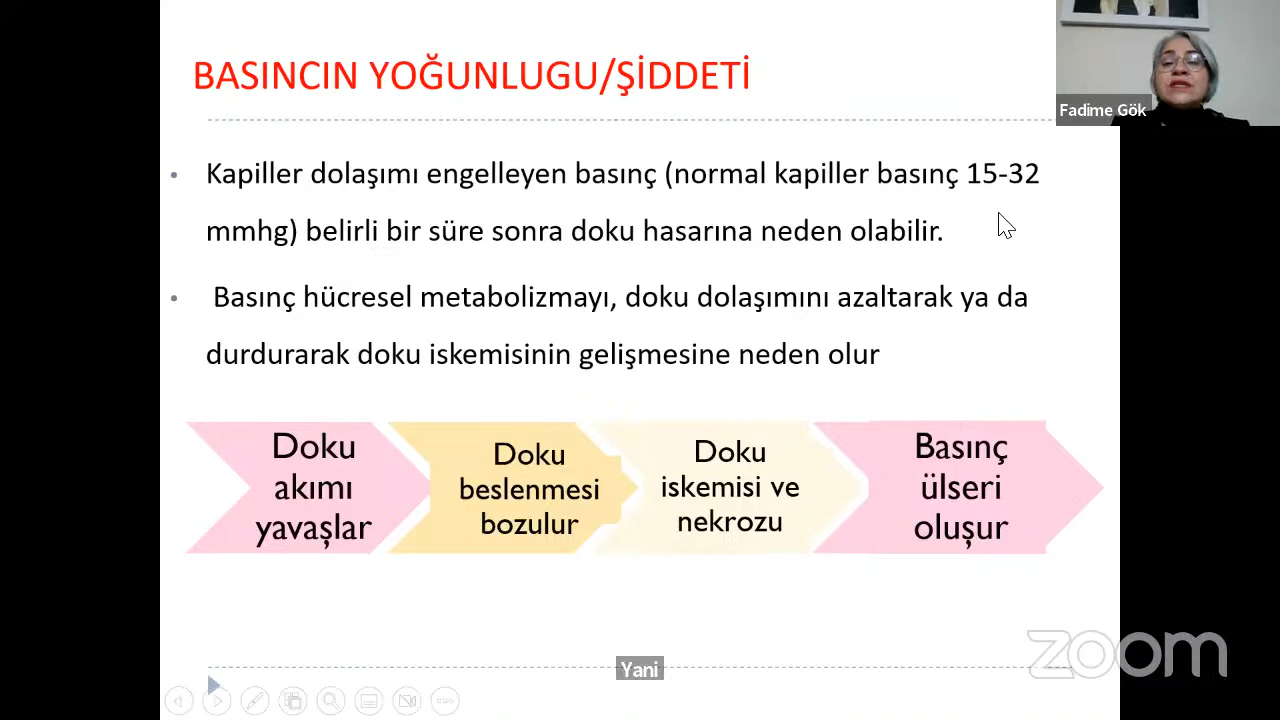 BASINCIN YOĞUNLUGU/ŞİDDETİ
Fadime Gök
• Kapiller dolaşımı engelleyen basınç (normal kapiller basınç 15-32
mmhg) belirli bir süre sonra doku hasarına neden olabilir.
• Basınç hücresel metabolizmayı, doku dolaşımını azaltarak ya da
durdurarak doku iskemisinin gelişmesine neden olur
Doku
akımı
yavaşlar
Doku
beslenmesi
bozulur
Doku
iskemisi ve
nekrozu
Basınç
ülseri
oluşur
Yani
zoom